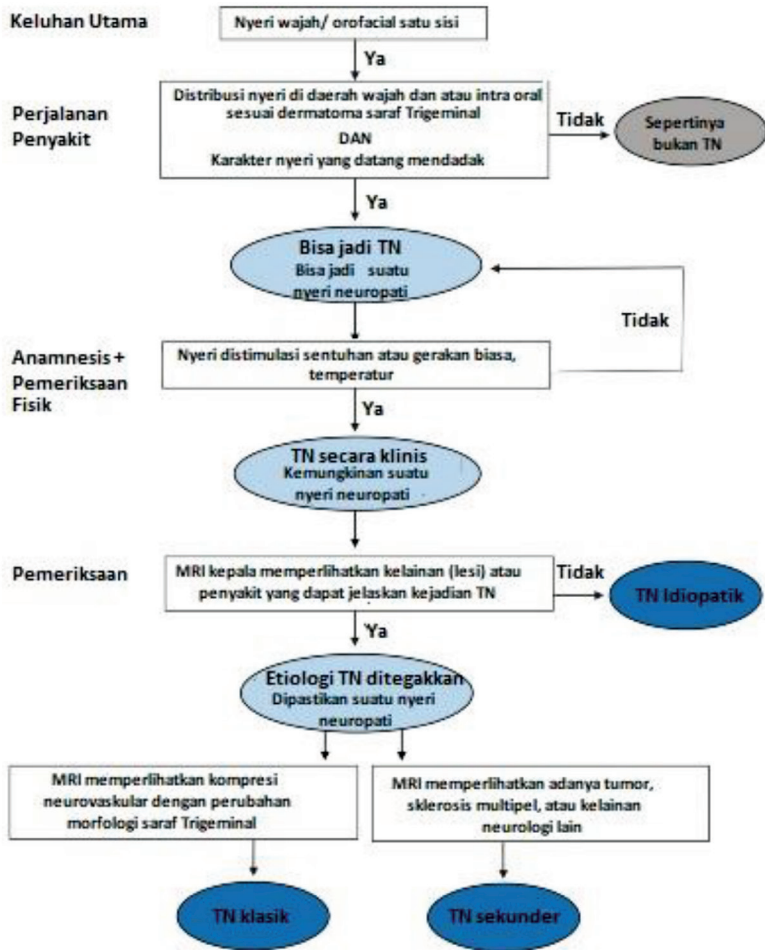 Keluhan Utama
Nyeri wajah/ orofacial satu sisi
Ya
Perjalanan
Penyakit
Distribusi nyeri di daerah wajah dan atau intra oral
sesuai dermatoma saraf Trigeminal
DAN
Karakter nyeri yang datang mendadak
Tidak
Sepertinya
bukan TN
Ya
Bisa jadi TN
Bisa jadi suatu
nyeri neuropati
Tidak
Anamnesis +
Pemeriksaan
Fisik
Nyeri distimulasi sentuhan atau gerakan biasa,
temperatur
Ya
TN secara klinis
Kemungkinan suatu
nyeri neuropati
Pemeriksaan
MRI kepala memperlihatkan kelainan (lesi) atau
penyakit yang dapat jelaskan kejadian TN
Tidak
TN Idiopatik
Ya
Etiologi TN ditegakkan
Dipastikan suatu nyeri
neuropati
MRI memperlihatkan kompresi
neurovaskular dengan perubahan
morfologi saraf Trigeminal
MRI memperlihatkan adanya tumor,
sklerosis multipel, atau kelainan
neurologi lain
TN klasik
TN sekunder